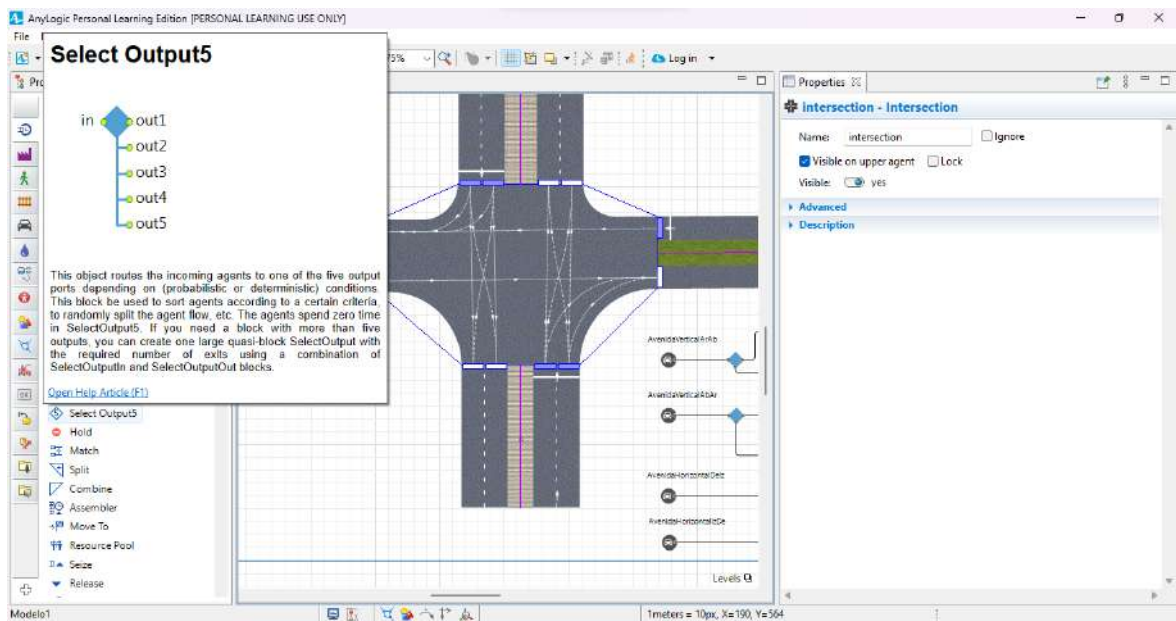 AnyLogic Personal Learning Edition [PERSONAL LEARNING USE ONLY]
File
Select Output5
75%
Log in
Properties
in
out1
out2
out3
out4
out5
This object routes the incoming agents to one of the five output
ports depending on (probabilistic or deterministic) conditions.
This block be used to sort agents according to a certain criteria,
to randomly split the agent flow, etc. The agents spend zero time
in SelectOutput5. If you need a block with more than five
outputs, you can create one large quasi-block SelectOutput with
the required number of exits using a combination of
SelectOutputIn and SelectOutputOut blocks.
Open Help Article (F1)
Select Output5
Hold
Match
Split
Combine
Assembler
Move To
Resource Pool
Seize
Release
AvenidaVerticalArAb
AvenidaVerticalAbAr
AvenidaHorizontalDeIz
AvenidaHorizontalIzDe
Levels
intersection - Intersection
Name: intersection Ignore
Visible on upper agent Lock
Visible: yes
Advanced
Description
Modelo1
1meters = 10px, X=190, Y=564